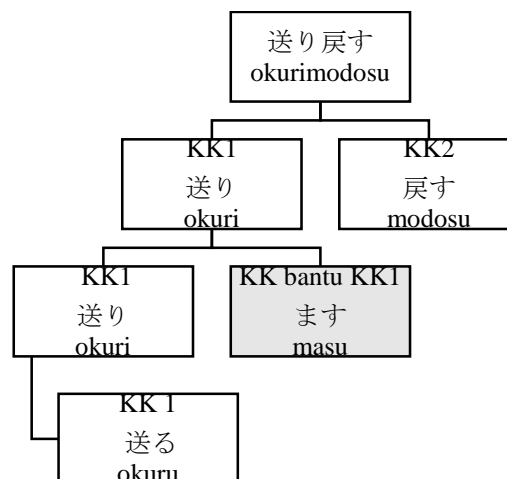 送り戻す
okurimodosu
KK1
送り
okuri
KK2
戻す
modosu
KK1
送り
okuri
KK bantu KK1
ます
masu
KK 1
送る
okuru